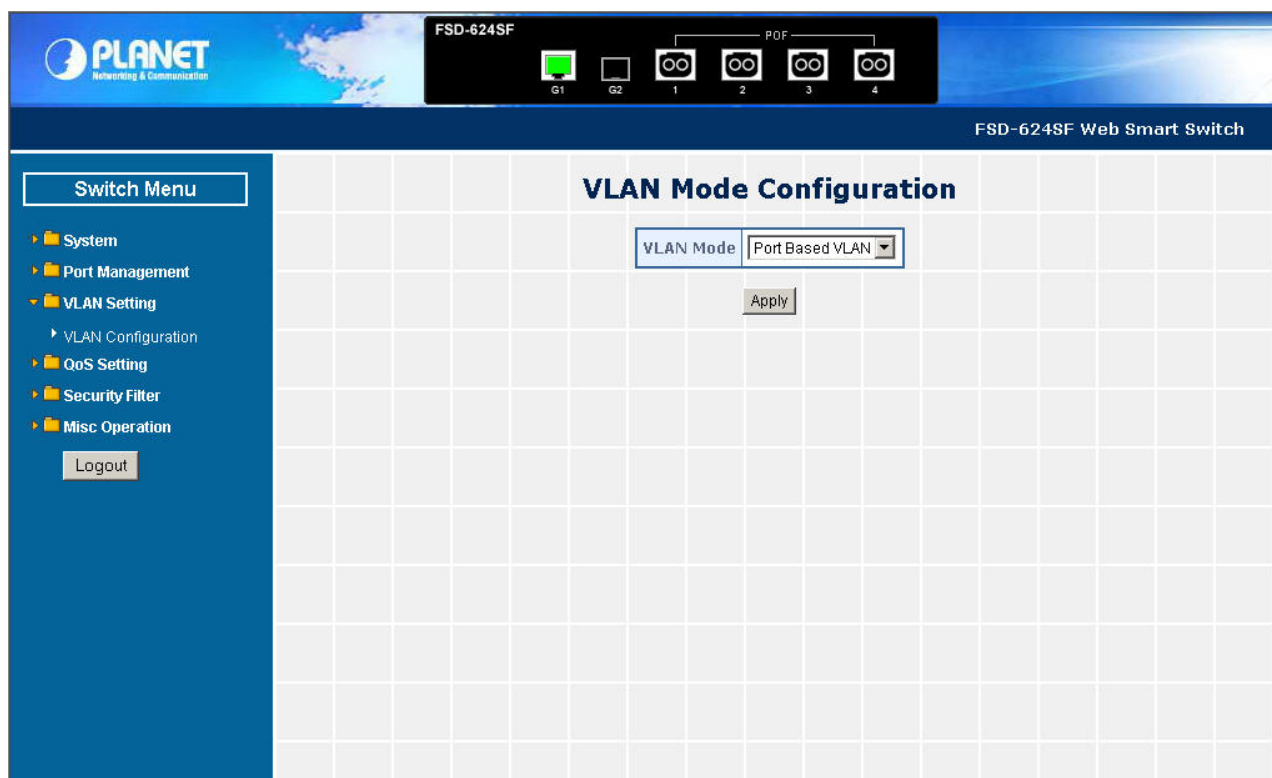 PLANET
Networking & Communication
FSD-624SF
POF
G1 G2 1 2 3 4
FSD-624SF Web Smart Switch
Switch Menu
System
Port Management
VLAN Setting
VLAN Configuration
QoS Setting
Security Filter
Misc Operation
Logout
VLAN Mode Configuration
VLAN Mode Port Based VLAN
Apply